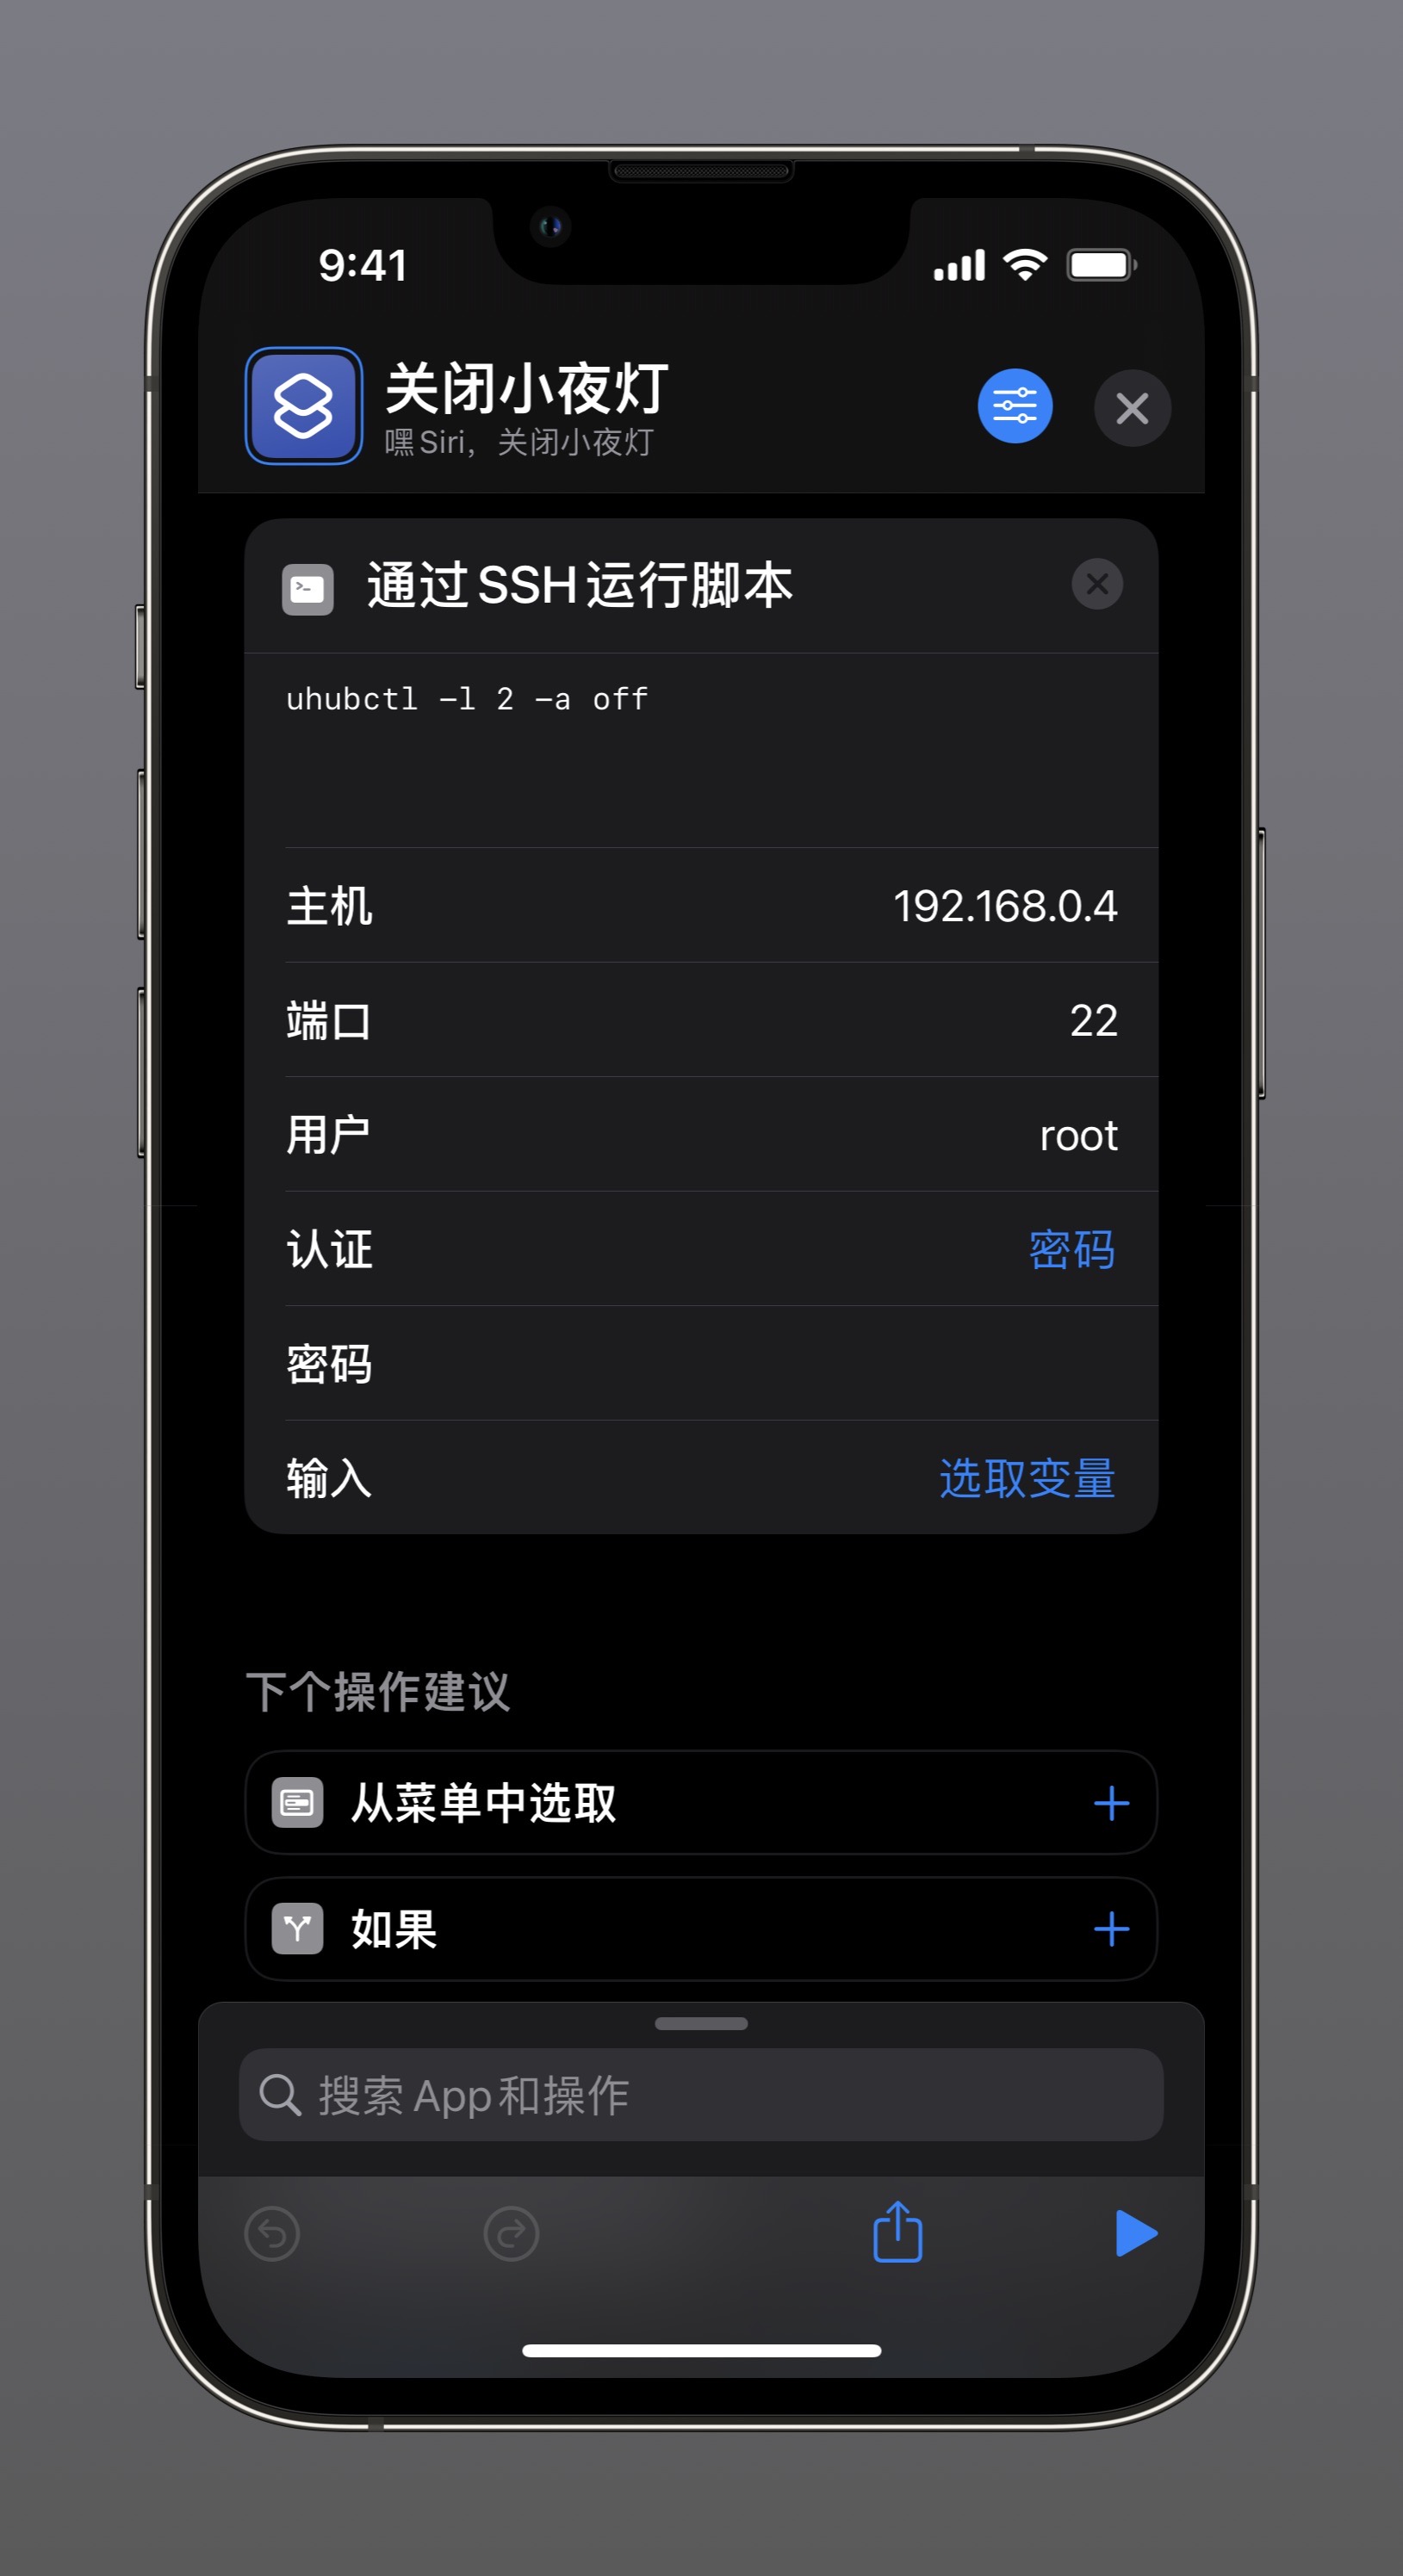 9:41
关闭小夜灯
嘿 Siri，关闭小夜灯
通过 SSH 运行脚本
uhubctl –l 2 –a off
主机 192.168.0.4
端口 22
用户 root
认证 密码
密码
输入 选取变量
下个操作建议
从菜单中选取
如果
搜索 App 和操作